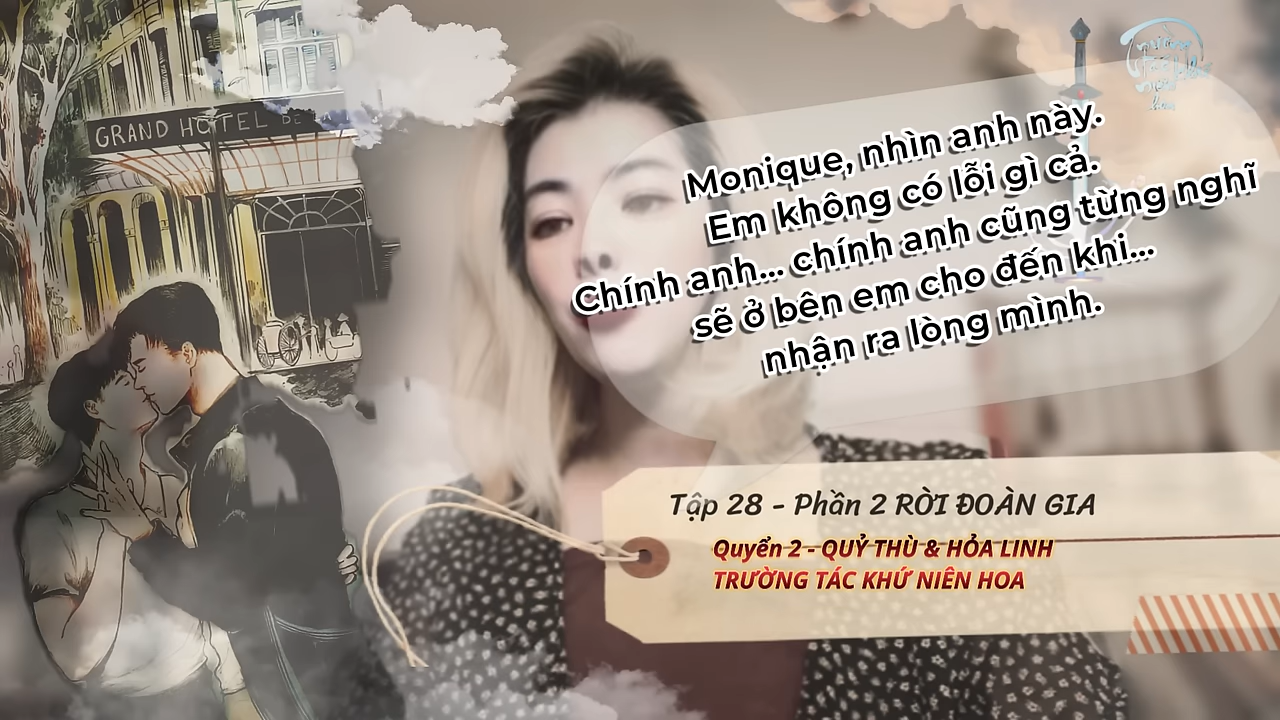 GRAND HOTEL DE
Monique, nhìn anh này.
Em không có lỗi gì cả.
Chính anh... chính anh cũng từng nghĩ
sẽ ở bên em cho đến khi...
nhận ra lòng mình.
Tập 28 - Phần 2 RỜI ĐOÀN GIA
Quyển 2 - QUỶ THÙ & HỎA LINH
TRƯỜNG TÁC KHỨ NIÊN HOA